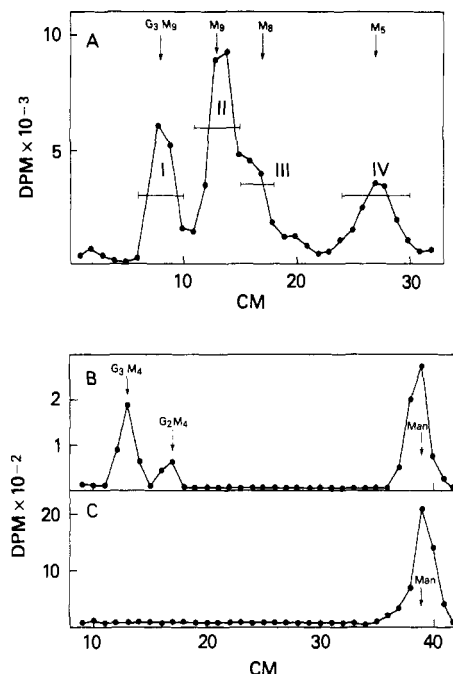 A
G₃ M₉ M₉ M₈ M₅
10
5
DPM × 10⁻³
I II III IV
10 20 30
CM
B
G₃ M₄
G₂ M₄
Man
2
1
DPM × 10⁻²
C
20
10
Man
10 20 30 40
CM